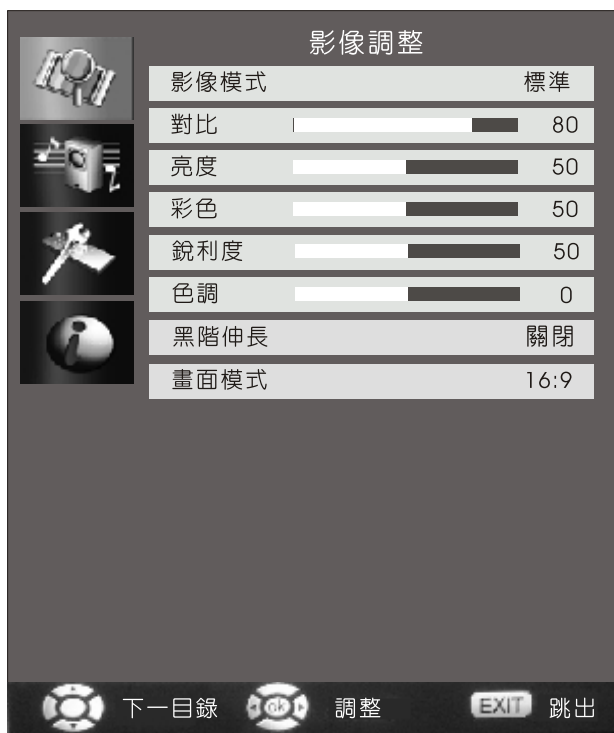 影像調整
影像模式 標準
對比 80
亮度 50
彩色 50
銳利度 50
色調 0
黑階伸長 關閉
畫面模式 16:9
下一目錄 ok 調整 EXIT 跳出